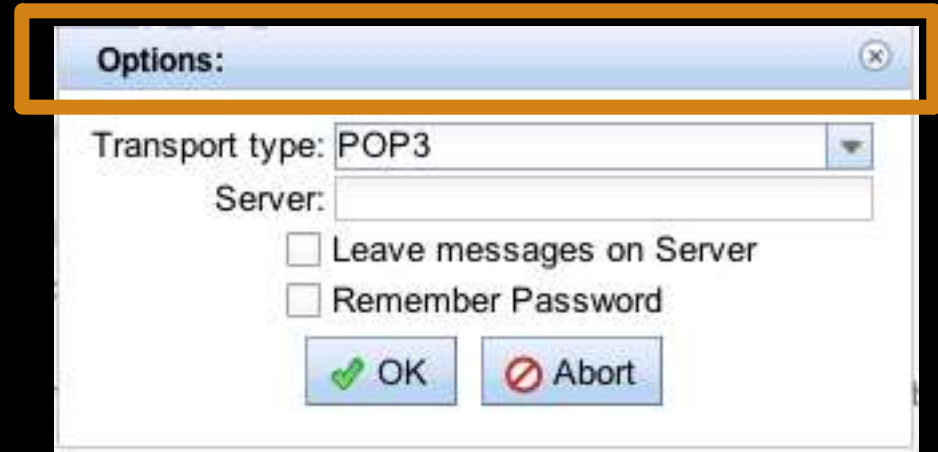 Options:
Transport type: POP3
Server:
Leave messages on Server
Remember Password
OK Abort